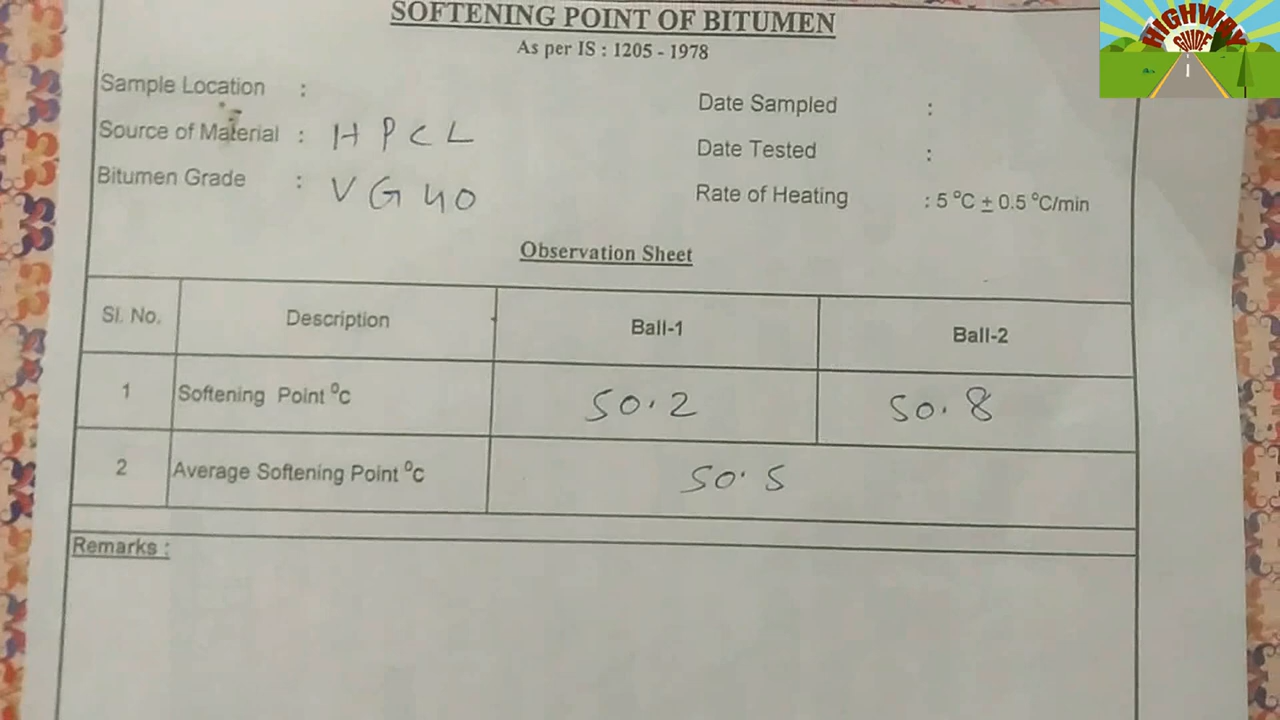 SOFTENING POINT OF BITUMEN
As per IS : 1205 - 1978
HIGHWAY
GUIDE
Sample Location :
Date Sampled :
Source of Material : HPCL
Date Tested :
Bitumen Grade : VG40
Rate of Heating : 5 °C ± 0.5 °C/min
Observation Sheet
Sl. No. Description Ball-1 Ball-2
1 Softening Point °c 50.2 50.8
2 Average Softening Point °c 50.5
Remarks :